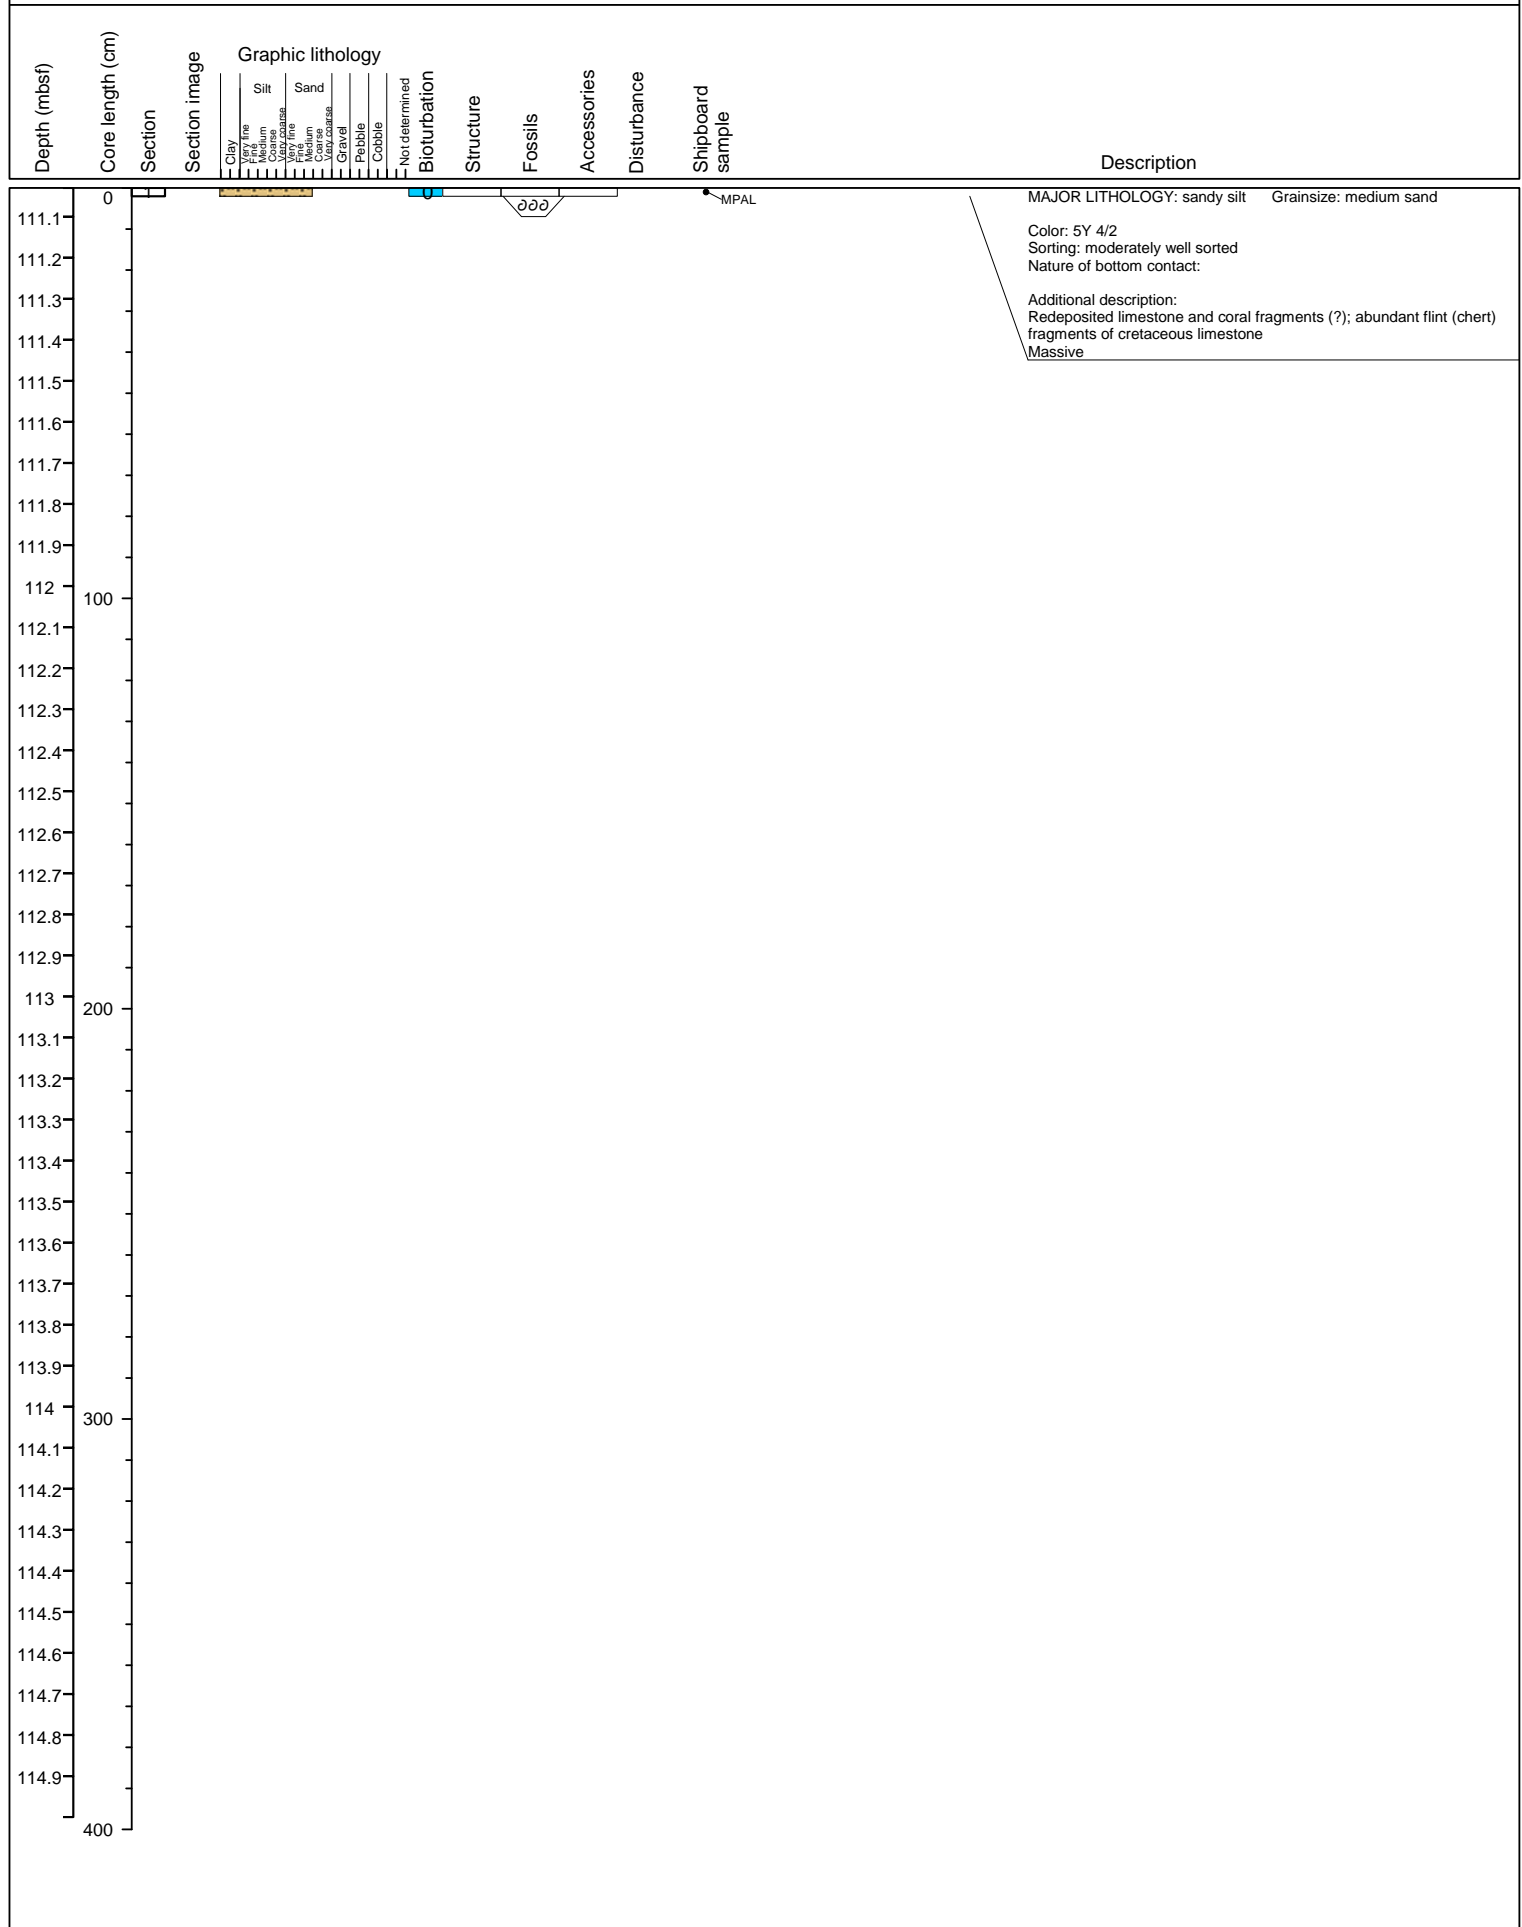 Depth (mbsf)
Core length (cm)
Section
Section image
Graphic lithology
Silt
Sand
Clay
Very fine
Fine
Medium
Coarse
Very coarse
Very fine
Fine
Medium
Coarse
Very coarse
Gravel
Pebble
Cobble
Not determined
Bioturbation
Structure
Fossils
Accessories
Disturbance
Shipboard
sample
Description
0
1
0
MPAL
MAJOR LITHOLOGY: sandy silt Grainsize: medium sand
Color: 5Y 4/2
Sorting: moderately well sorted
Nature of bottom contact:
Additional description:
Redeposited limestone and coral fragments (?); abundant flint (chert)
fragments of cretaceous limestone
Massive
111.1
111.2
111.3
111.4
111.5
111.6
111.7
111.8
111.9
112
100
112.1
112.2
112.3
112.4
112.5
112.6
112.7
112.8
112.9
113
200
113.1
113.2
113.3
113.4
113.5
113.6
113.7
113.8
113.9
114
300
114.1
114.2
114.3
114.4
114.5
114.6
114.7
114.8
114.9
400